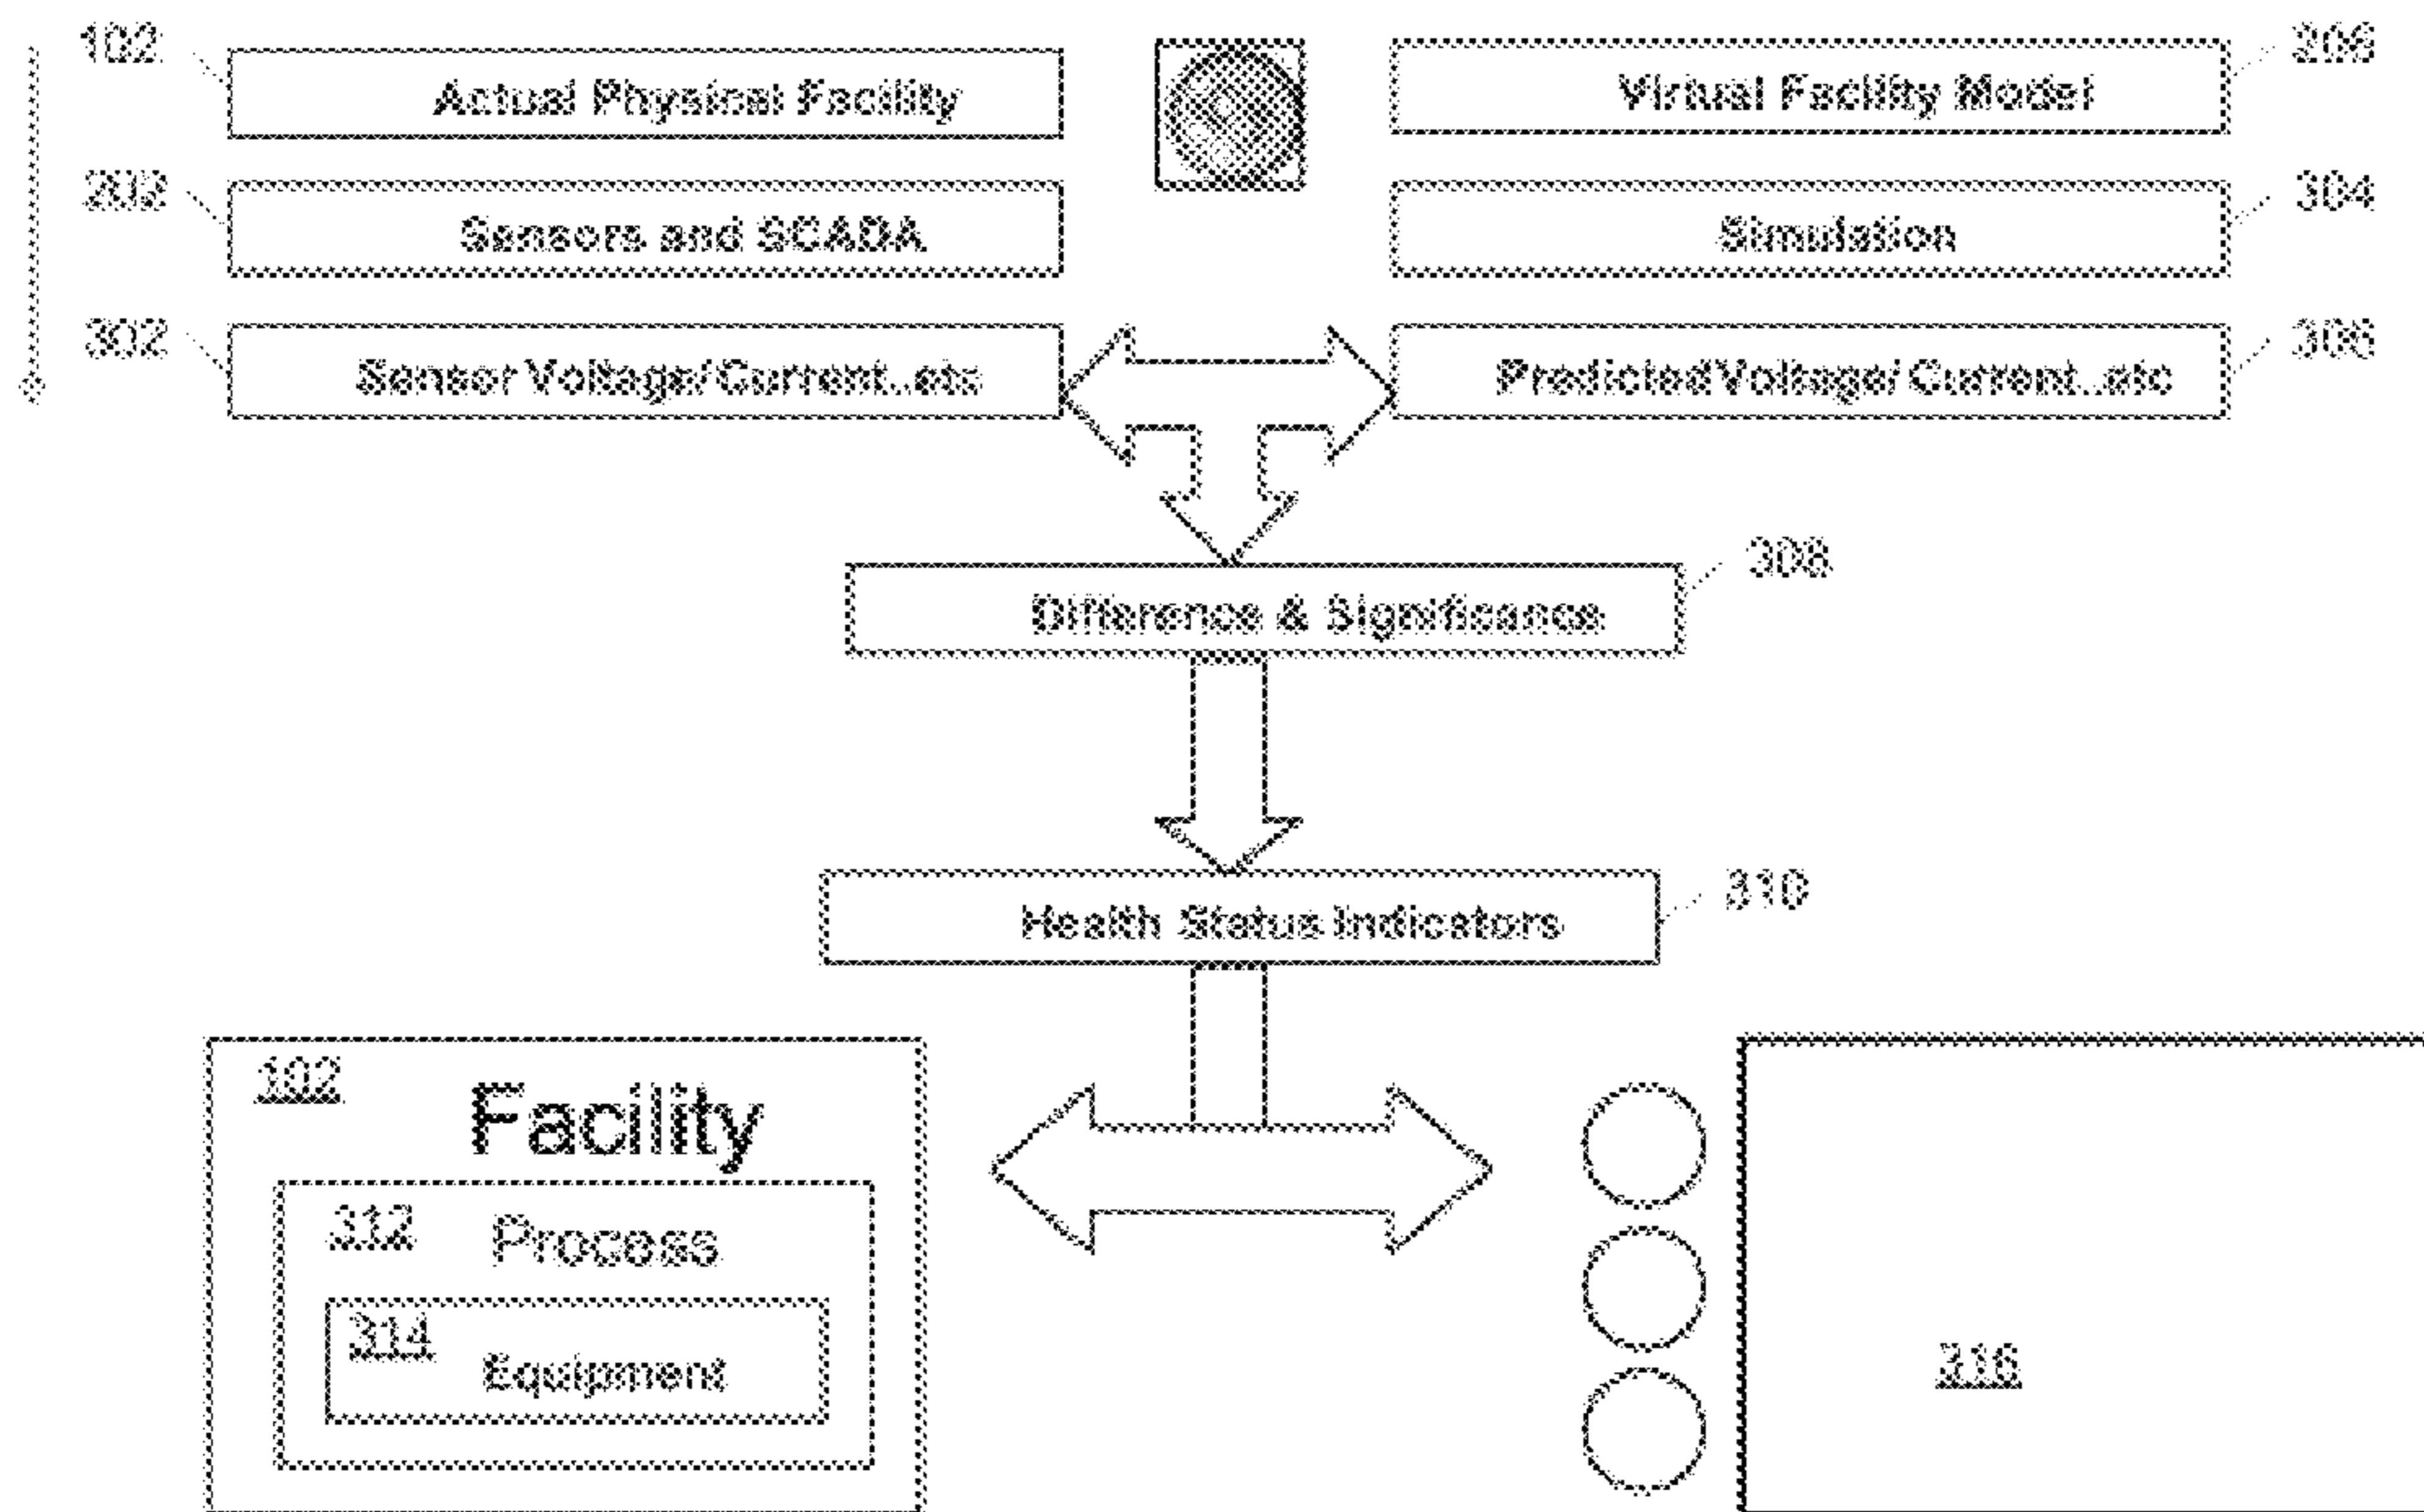 102 Actual Physical Facility
Virtual Facility Model 206
202 Sensors and SCADA
Simulation 304
302 Sensor Voltage/Current..etc
Predicted Voltage/Current..etc 306
Difference & Significance 308
Health Status Indicators 310
102
Facility
312 Process
314 Equipment
316